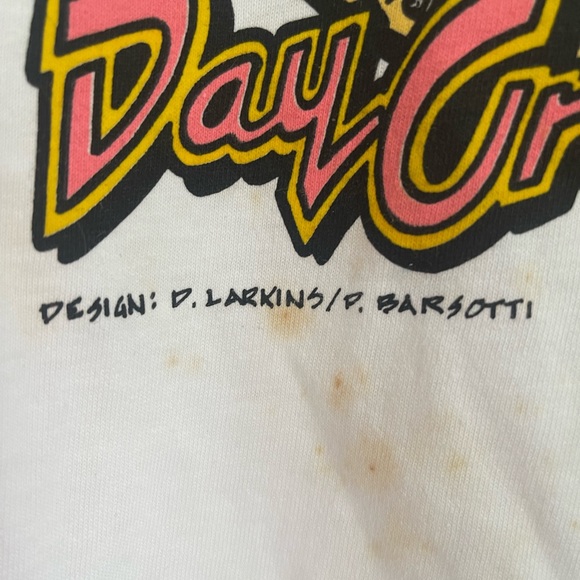 Day Cr
DESIGN: D. LARKINS/P. BARSOTTI